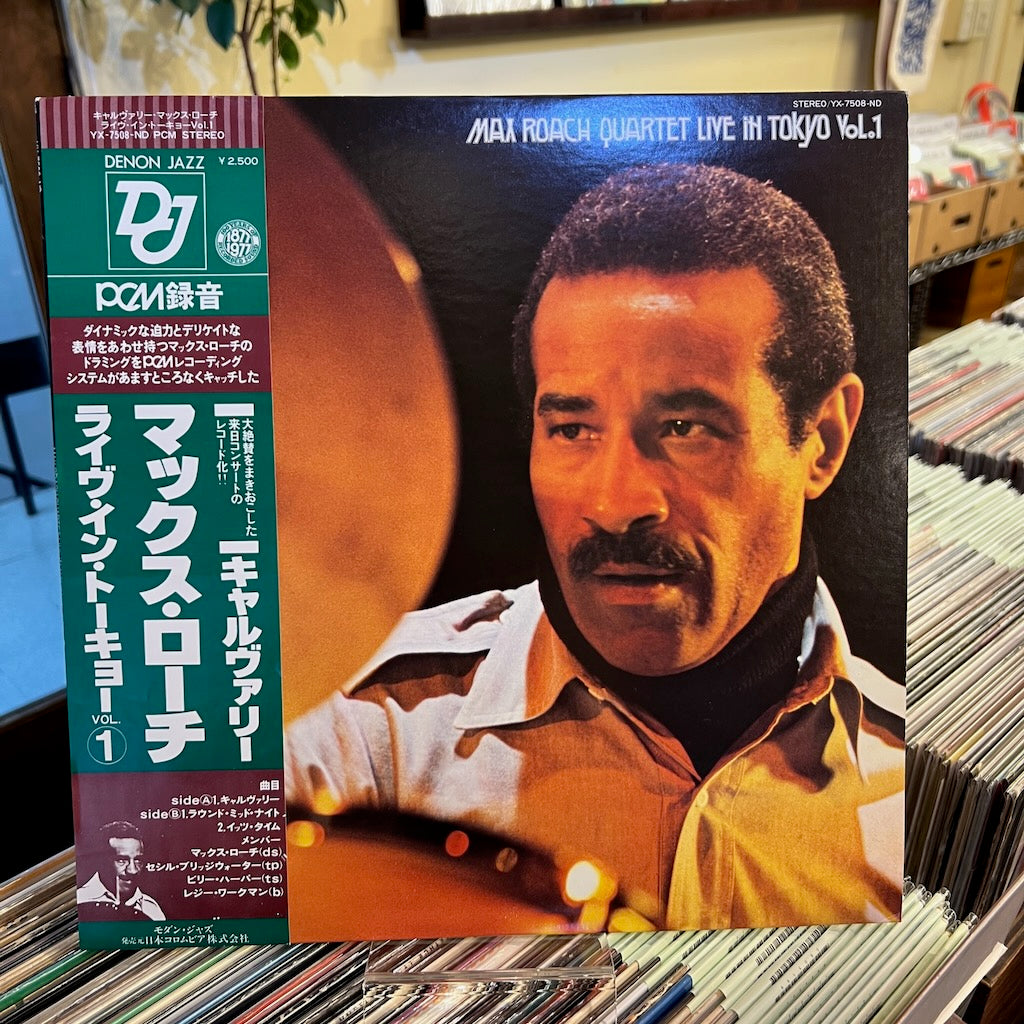 STEREO/YX-7508-ND
MAX ROACH QUARTET LIVE IN TOKYO VOL.1
キャルヴァリー・マックス・ローチ
ライヴ・イン・トーキョーVol.1
YX-7508-ND PCM STEREO
DENON JAZZ
¥2,500
DJ
1877
1977
PCM録音
ダイナミックな迫力とデリケイトな
表情をあわせ持つマックス・ローチの
ドラミングをPCMレコーディング
システムがあますところなくキャッチした
大絶賛をまきおこした
来日コンサートの
レコード化!!
キャルヴァリー
マックス・ローチ
ライヴ・イン・トーキョー
VOL.
1
曲目
sideⒶ1.キャルヴァリー
sideⒷ1.ラウンド・ミッド・ナイト
2.イッツ・タイム
メンバー
マックス・ローチ(ds)
セシル・ブリッジウォーター(tp)
ビリー・ハーパー(ts)
レジー・ワークマン(b)
モダン・ジャズ
発売元日本コロムビア株式会社